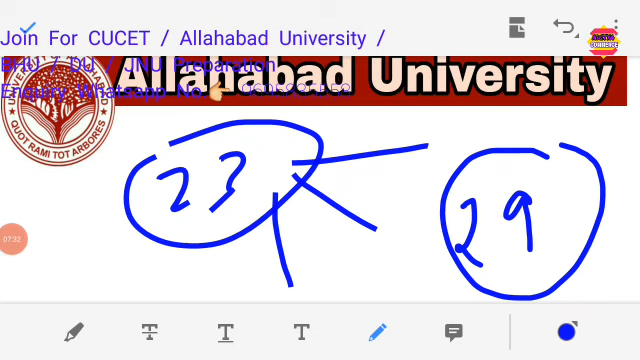 Join For CUCET / Allahabad University /
BHU / DU / JNU Preparation
Enquiry Whatsapp No.
Allahabad University
QUOT RAMI TOT ARBORES
23
29
07:32
T T T